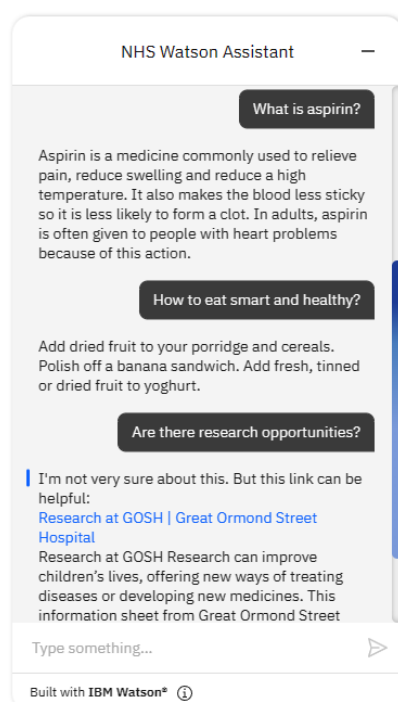 NHS Watson Assistant
What is aspirin?
Aspirin is a medicine commonly used to relieve
pain, reduce swelling and reduce a high
temperature. It also makes the blood less sticky
so it is less likely to form a clot. In adults, aspirin
is often given to people with heart problems
because of this action.
How to eat smart and healthy?
Add dried fruit to your porridge and cereals.
Polish off a banana sandwich. Add fresh, tinned
or dried fruit to yoghurt.
Are there research opportunities?
I'm not very sure about this. But this link can be
helpful:
Research at GOSH | Great Ormond Street
Hospital
Research at GOSH Research can improve
children’s lives, offering new ways of treating
diseases or developing new medicines. This
information sheet from Great Ormond Street
Type something...
Built with IBM Watson®